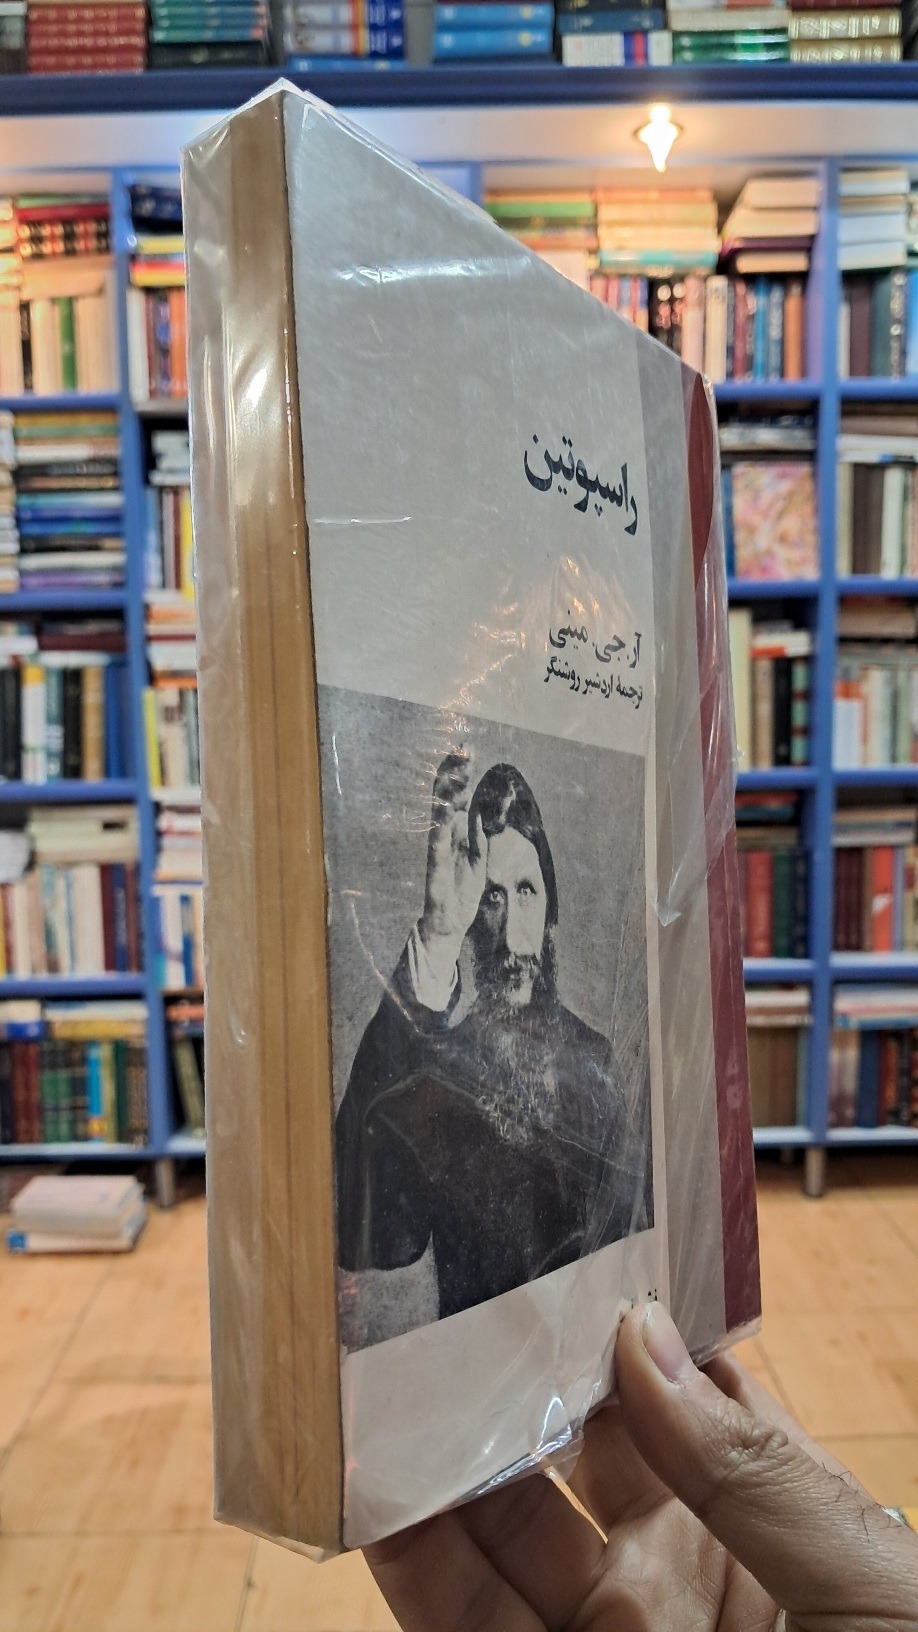 راسپوتین
آر. جی. مینی
ترجمهٔ اردشیر روشنگر